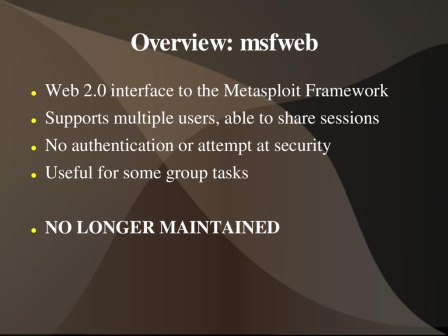 Overview: msfweb
Web 2.0 interface to the Metasploit Framework
Supports multiple users, able to share sessions
No authentication or attempt at security
Useful for some group tasks
NO LONGER MAINTAINED